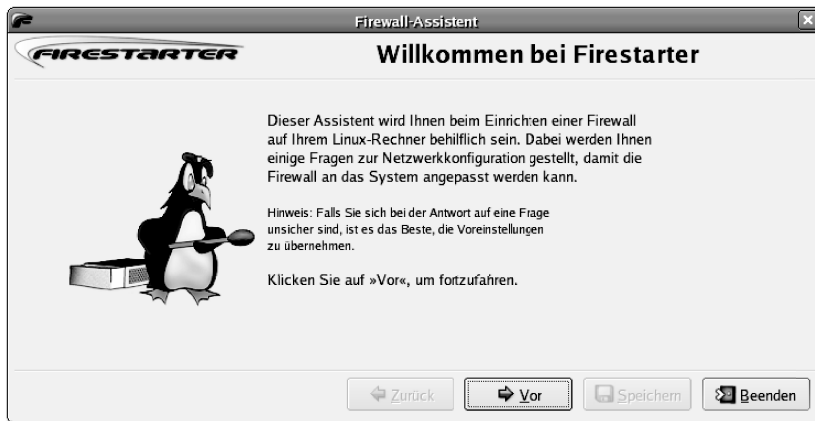 Firewall-Assistent
FIRESTARTER
Willkommen bei Firestarter
Dieser Assistent wird Ihnen beim Einrichten einer Firewall
auf Ihrem Linux-Rechner behilflich sein. Dabei werden Ihnen
einige Fragen zur Netzwerkkonfiguration gestellt, damit die
Firewall an das System angepasst werden kann.
Hinweis: Falls Sie sich bei der Antwort auf eine Frage
unsicher sind, ist es das Beste, die Voreinstellungen
zu übernehmen.
Klicken Sie auf »Vor«, um fortzufahren.
Zurück
Vor
Speichern
Beenden